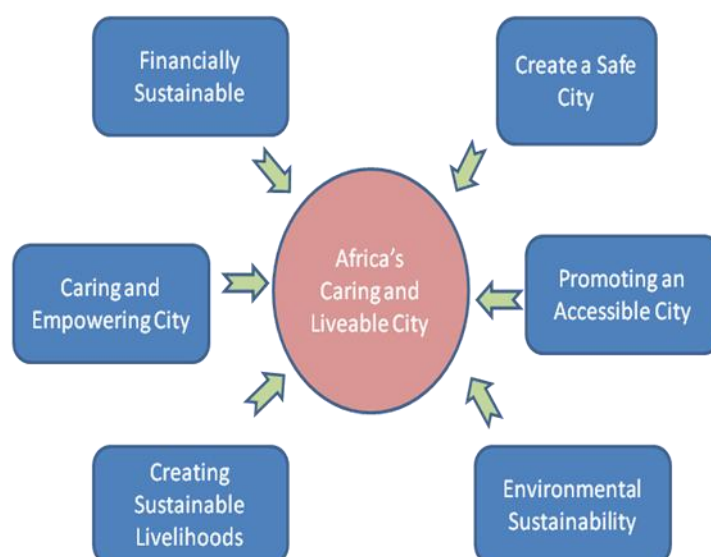 Financially
Sustainable
Create a Safe
City
Caring and
Empowering City
Africa's
Caring and
Liveable City
Promoting an
Accessible City
Creating
Sustainable
Livelihoods
Environmental
Sustainability